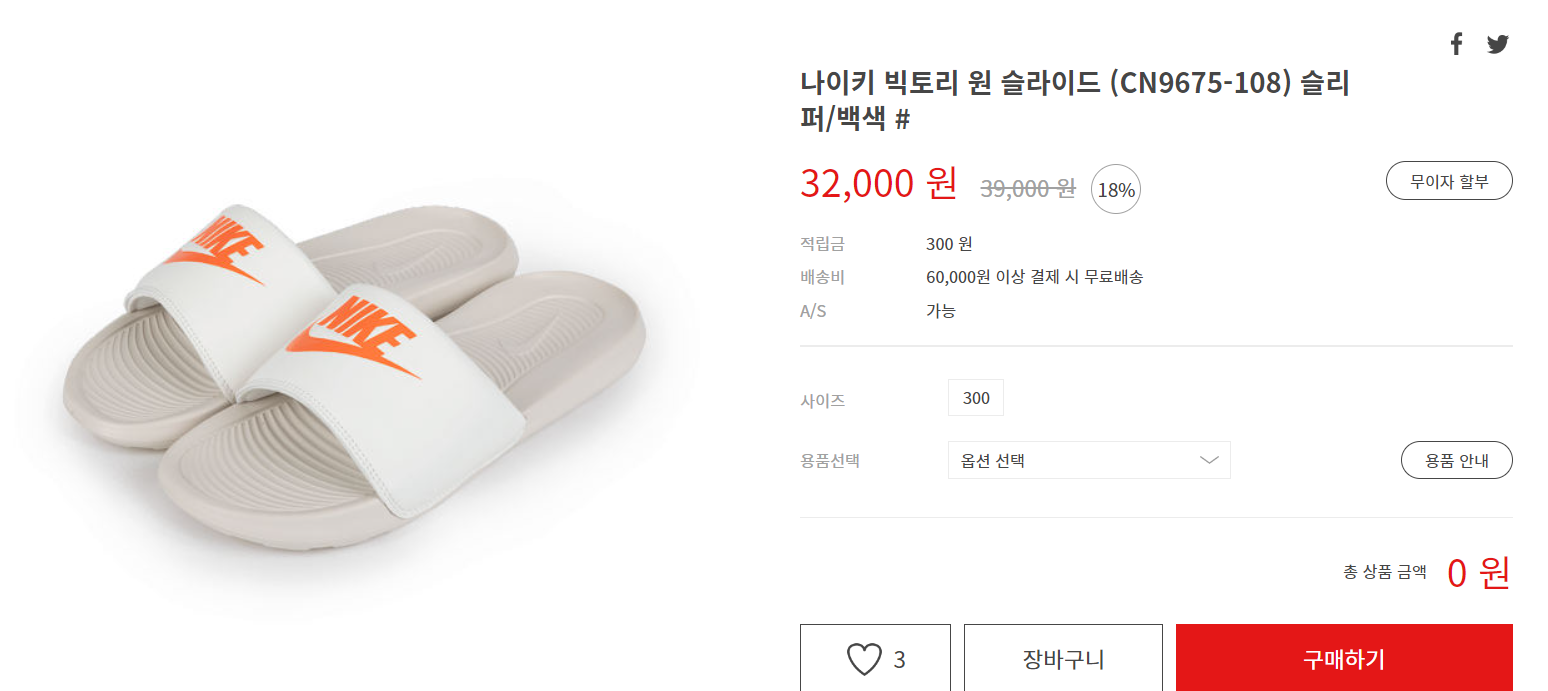 나이키 빅토리 원 슬라이드 (CN9675-108) 슬리
퍼/백색 #
32,000 원 39,000 원 18% 무이자 할부
적립금 300 원
배송비 60,000원 이상 결제 시 무료배송
A/S 가능
NIKE
NIKE
사이즈 300
용품선택 옵션 선택 용품 안내
총 상품 금액 0 원
3 장바구니 구매하기